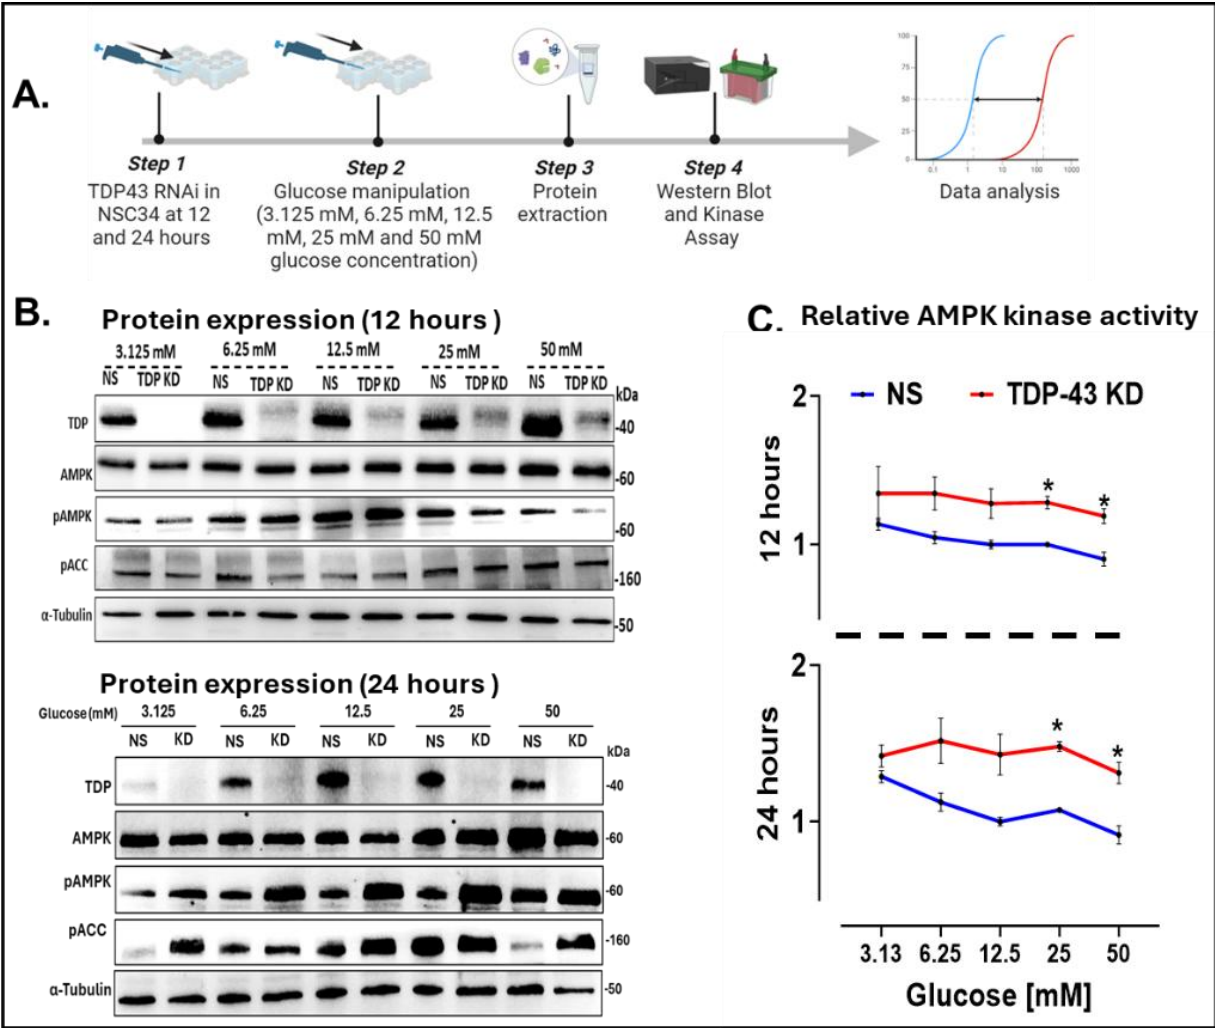 A.
Step 1
TDP43 RNAi in
NSC34 at 12
and 24 hours
Step 2
Glucose manipulation
(3.125 mM, 6.25 mM, 12.5
mM, 25 mM and 50 mM
glucose concentration)
Step 3
Protein
extraction
Step 4
Western Blot
and Kinase
Assay
100
75
50
25
0
0.1 1 10 100 1000
Data analysis
B.
Protein expression (12 hours )
3.125 mM 6.25 mM 12.5 mM 25 mM 50 mM
NS TDP KD NS TDP KD NS TDP KD NS TDP KD NS TDP KD
kDa
TDP -40
AMPK -60
pAMPK -60
pACC -160
α-Tubulin -50
Protein expression (24 hours )
Glucose(mM) 3.125 6.25 12.5 25 50
NS KD NS KD NS KD NS KD NS KD
kDa
TDP -40
AMPK -60
pAMPK -60
pACC -160
α-Tubulin -50
C. Relative AMPK kinase activity
NS TDP-43 KD
12 hours
2
1
* *
24 hours
2
1
* *
3.13 6.25 12.5 25 50
Glucose [mM]